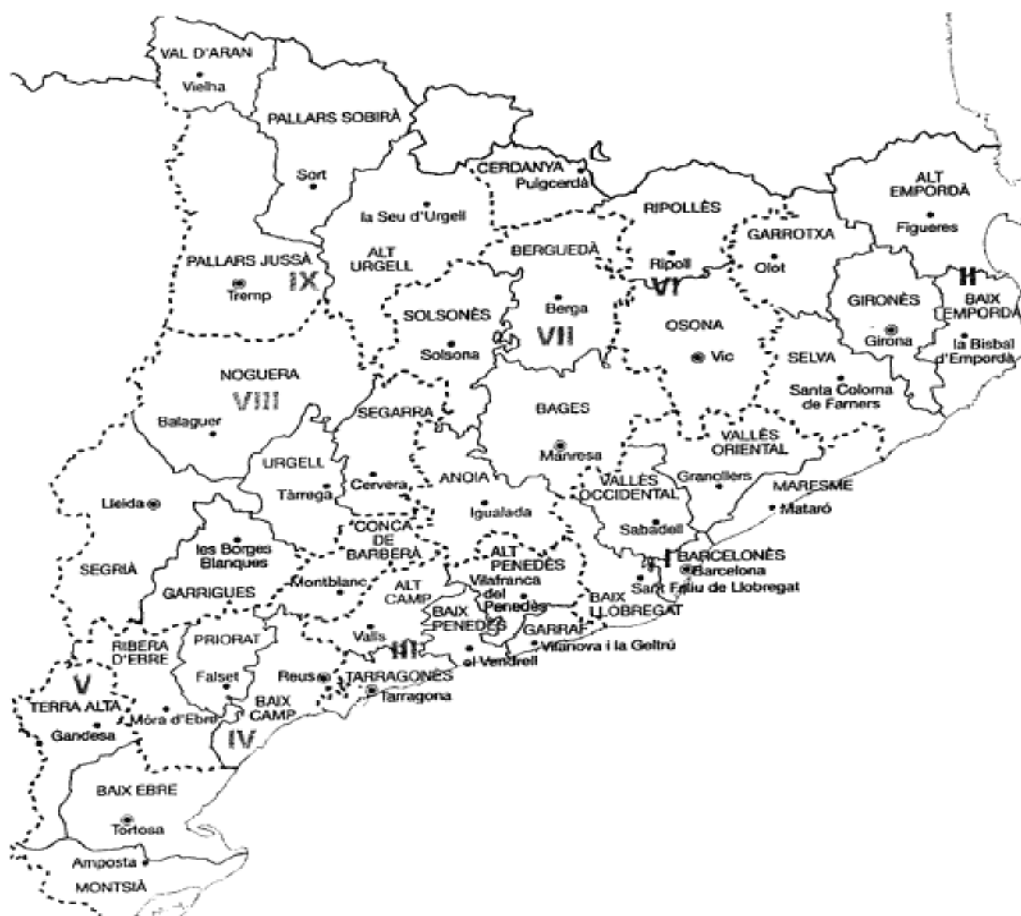 VAL D'ARAN
Vielha
PALLARS SOBIRÀ
Sort
CERDANYA
Puigcerdà
ALT
EMPORDÀ
Figueres
la Seu d'Urgell
ALT
URGELL
RIPOLLÈS
Ripoll
GARROTXA
Olot
BERGUEDÀ
Berga
VII
VI
PALLARS JUSSÀ
IX
Tremp
GIRONÈS
Girona
II
BAIX
EMPORDÀ
la Bisbal
d'Empordà
SOLSONÈS
Solsona
OSONA
Vic
SELVA
Santa Coloma
de Farners
NOGUERA
VIII
Balaguer
SEGARRA
Cervera
BAGES
Manresa
VALLÈS
ORIENTAL
Granollers
URGELL
Tàrrega
ANOIA
Igualada
VALLÈS
OCCIDENTAL
Sabadell
MARESME
Mataró
Lleida
SEGRIÀ
les Borges
Blanques
GARRIGUES
CONCA
DE
BARBERÀ
Montblanc
ALT
PENEDÈS
Vilafranca
del
Penedès
I
BARCELONÈS
Barcelona
Sant Feliu de Llobregat
BAIX
LLOBREGAT
ALT
CAMP
Valls
BAIX
PENEDÈS
el Vendrell
GARRAF
Vilanova i la Geltrú
III
RIBERA
D'EBRE
Móra d'Ebre
PRIORAT
Falset
Reus
TARRAGONÈS
Tarragona
BAIX
CAMP
IV
V
TERRA ALTA
Gandesa
BAIX EBRE
Tortosa
Amposta
MONTSIÀ